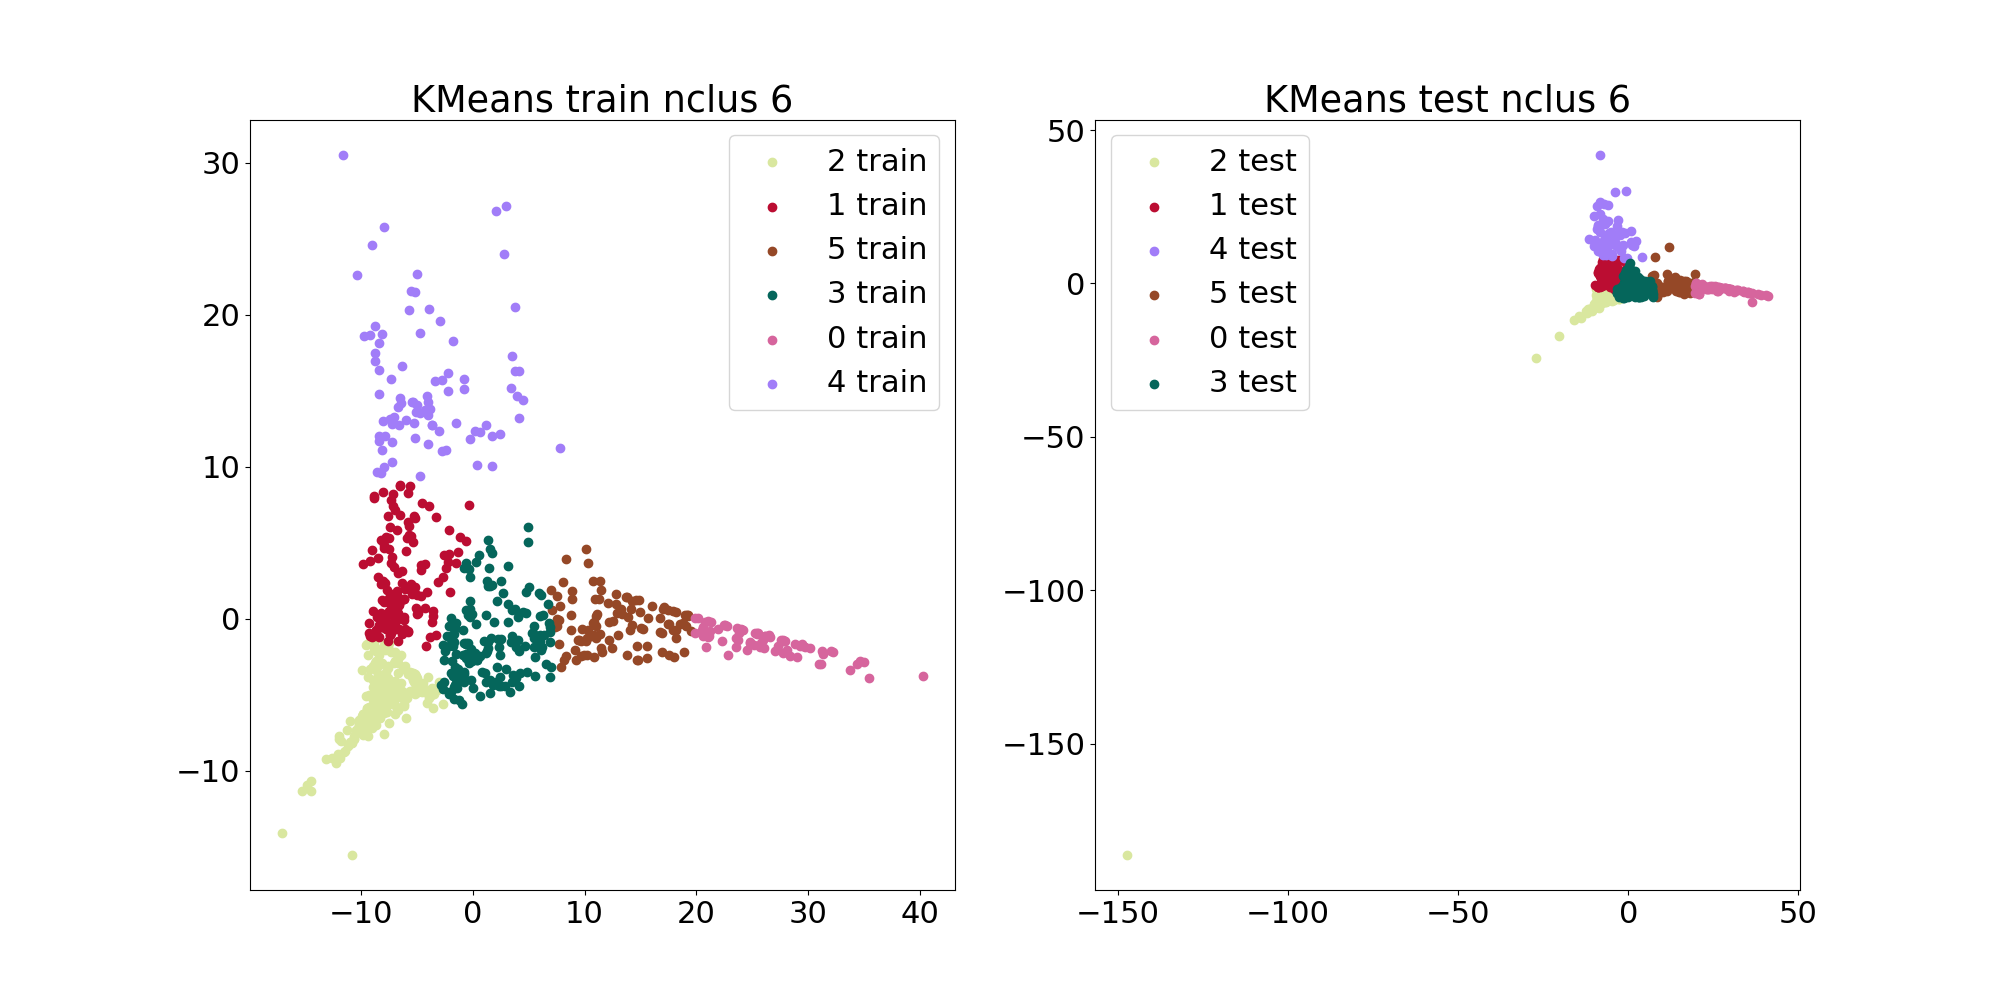 KMeans train nclus 6
30
20
10
0
−10
−10 0 10 20 30 40
2 train
1 train
5 train
3 train
0 train
4 train
KMeans test nclus 6
50
0
−50
−100
−150
−150 −100 −50 0 50
2 test
1 test
4 test
5 test
0 test
3 test